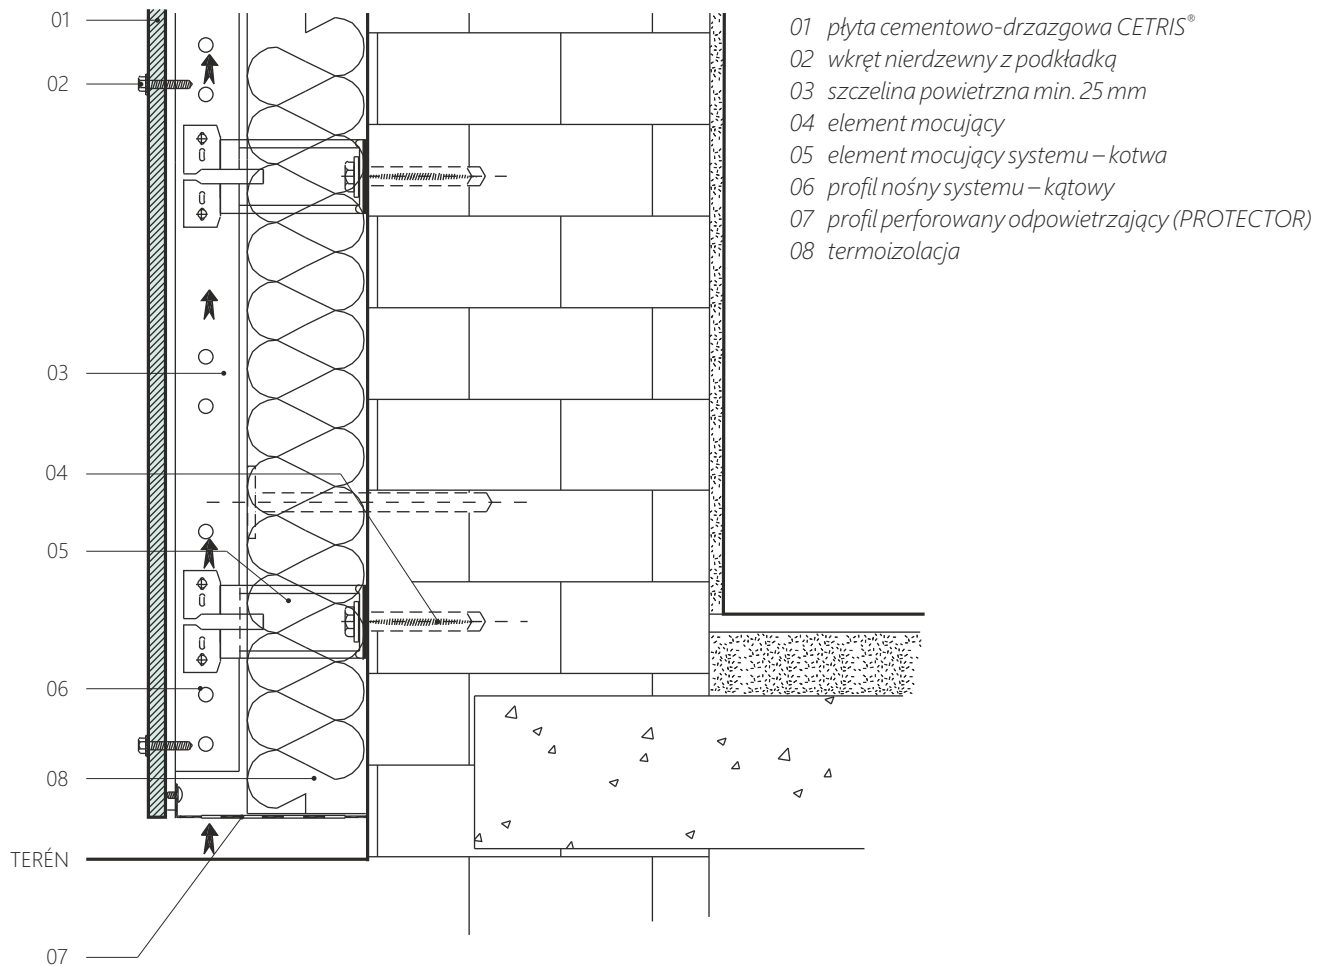 01
02
03
04
05
06
08
TERÉN
07
01 płyta cementowo-drzazgowa CETRIS®
02 wkręt nierdzewny z podkładką
03 szczelina powietrzna min. 25 mm
04 element mocujący
05 element mocujący systemu – kotwa
06 profil nośny systemu – kątowy
07 profil perforowany odpowietrzający (PROTECTOR)
08 termoizolacja